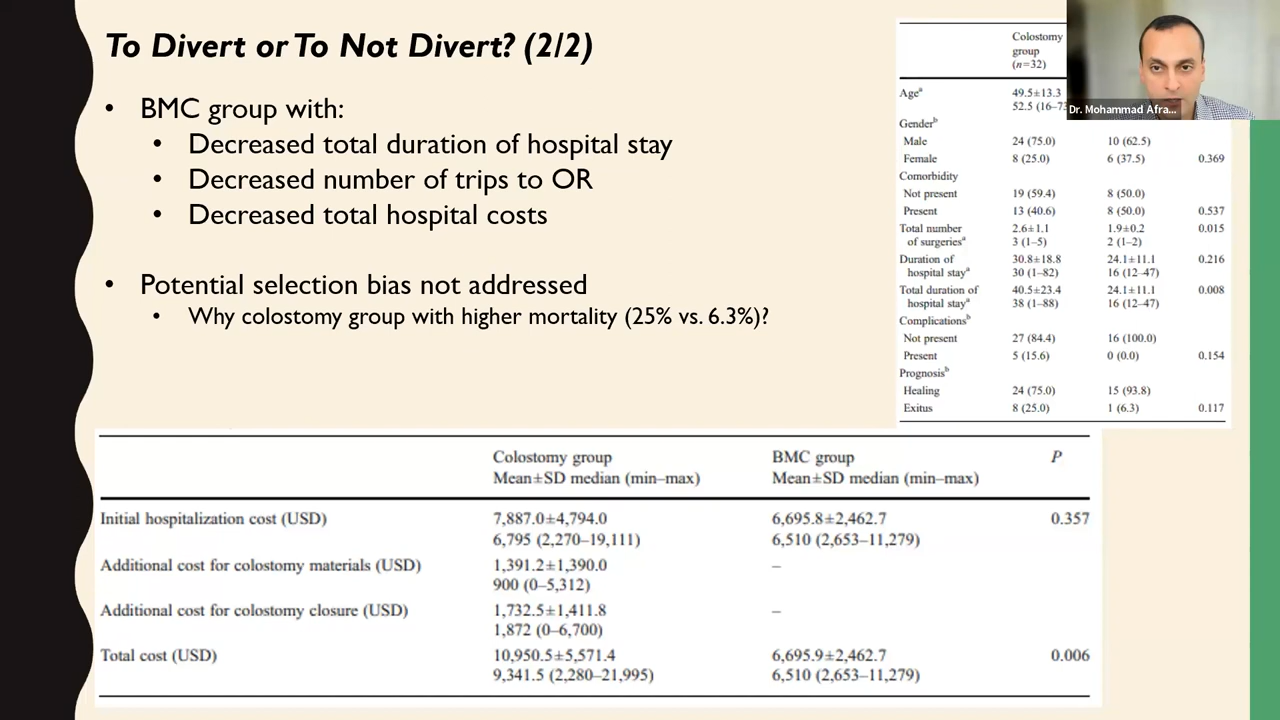 To Divert or To Not Divert? (2/2)
• BMC group with:
• Decreased total duration of hospital stay
• Decreased number of trips to OR
• Decreased total hospital costs
• Potential selection bias not addressed
• Why colostomy group with higher mortality (25% vs. 6.3%)?
Colostomy
group
(n=32)
Ageᵃ 49.5±13.3
52.5 (16–73
Genderᵇ
Male 24 (75.0) 10 (62.5)
Female 8 (25.0) 6 (37.5) 0.369
Comorbidity
Not present 19 (59.4) 8 (50.0)
Present 13 (40.6) 8 (50.0) 0.537
Total number 2.6±1.1 1.9±0.2 0.015
of surgeriesᵃ 3 (1–5) 2 (1–2)
Duration of 30.8±18.8 24.1±11.1 0.216
hospital stayᵃ 30 (1–82) 16 (12–47)
Total duration of 40.5±23.4 24.1±11.1 0.008
hospital stayᵃ 38 (1–88) 16 (12–47)
Complicationsᵇ
Not present 27 (84.4) 16 (100.0)
Present 5 (15.6) 0 (0.0) 0.154
Prognosisᵇ
Healing 24 (75.0) 15 (93.8)
Exitus 8 (25.0) 1 (6.3) 0.117
Dr. Mohammad Afra...
Colostomy group BMC group P
Mean±SD median (min–max) Mean±SD median (min–max)
Initial hospitalization cost (USD) 7,887.0±4,794.0 6,695.8±2,462.7 0.357
6,795 (2,270–19,111) 6,510 (2,653–11,279)
Additional cost for colostomy materials (USD) 1,391.2±1,390.0 –
900 (0–5,312)
Additional cost for colostomy closure (USD) 1,732.5±1,411.8 –
1,872 (0–6,700)
Total cost (USD) 10,950.5±5,571.4 6,695.9±2,462.7 0.006
9,341.5 (2,280–21,995) 6,510 (2,653–11,279)